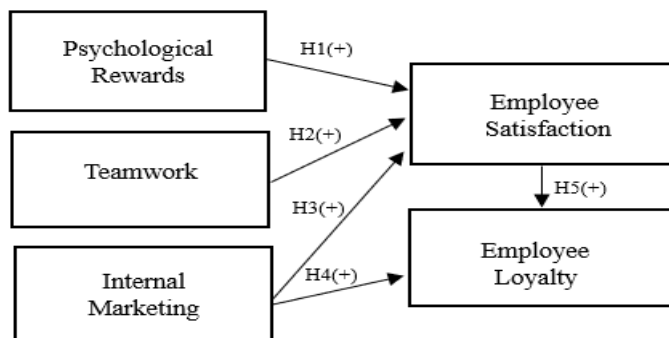 Psychological
Rewards
H1(+)
Employee
Satisfaction
H2(+)
Teamwork
H5(+)
H3(+)
Employee
Loyalty
Internal
Marketing
H4(+)